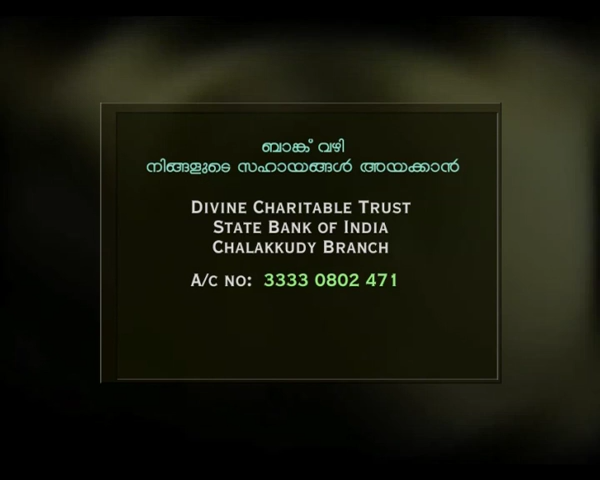 ബാങ്ക് വഴി
നിങ്ങളുടെ സഹായങ്ങൾ അയക്കാൻ
DIVINE CHARITABLE TRUST
STATE BANK OF INDIA
CHALAKKUDY BRANCH
A/C NO: 3333 0802 471